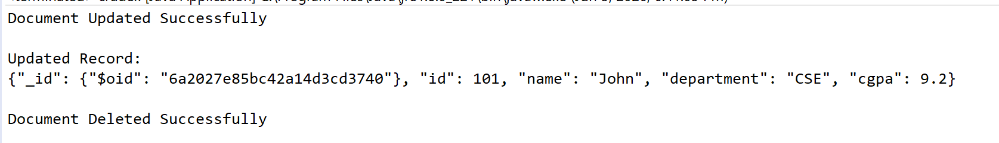 Document Updated Successfully
Updated Record:
{"_id": {"$oid": "6a2027e85bc42a14d3cd3740"}, "id": 101, "name": "John", "department": "CSE", "cgpa": 9.2}
Document Deleted Successfully